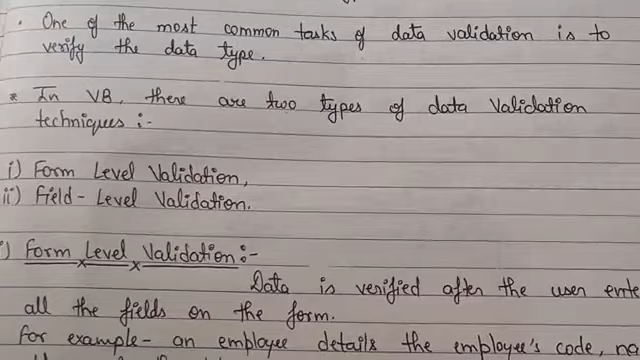 • One of the most common tasks of data validation is to
verify the data type.
* In VB, there are two types of data validation
techniques :-
i) Form Level Validation,
ii) Field-Level Validation.
) Form Level Validation :-
Data is verified after the user ente
all the fields on the form.
For example- an employee details the employee's code, no